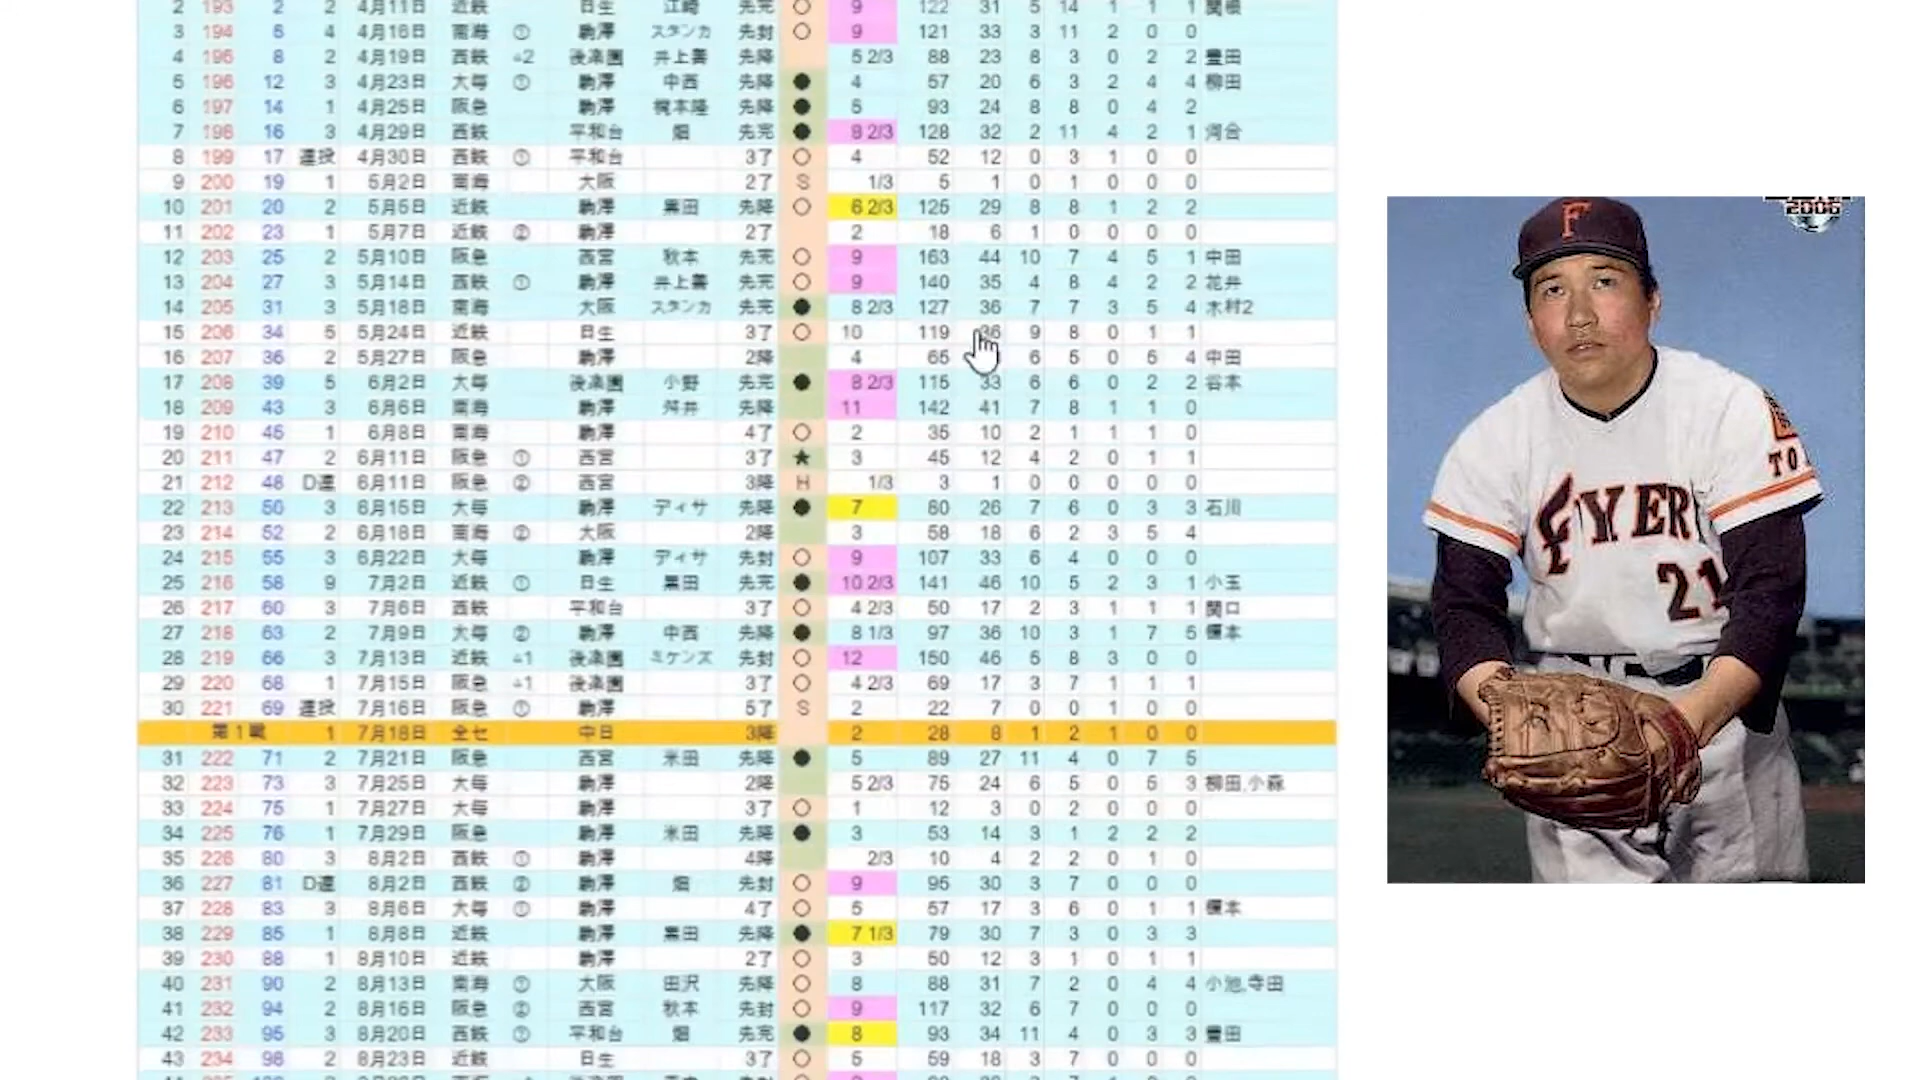 2 193 2 2 4月11日 近鉄 日生 江崎 先完 ○ 9 122 31 5 14 1 1 1 関根
3 194 5 4 4月16日 南海 ① 駒澤 スタンカ 先封 ○ 9 121 33 3 11 2 0 0
4 195 8 2 4月19日 西鉄 -2 後楽園 井上善 先降 5 2/3 88 23 8 3 0 2 2 豊田
5 196 12 3 4月23日 大毎 ① 駒澤 中西 先降 ● 4 57 20 6 3 2 4 4 柳田
6 197 14 1 4月25日 阪急 駒澤 梶本隆 先降 ● 5 93 24 8 8 0 4 2
7 198 16 3 4月29日 西鉄 平和台 畑 先完 ● 8 2/3 128 32 2 11 4 2 1 河合
8 199 17 連投 4月30日 西鉄 ① 平和台 3了 ○ 4 52 12 0 3 1 0 0
9 200 19 1 5月2日 南海 大阪 2了 S 1/3 5 1 0 1 0 0 0
10 201 20 2 5月5日 近鉄 駒澤 黒田 先降 ○ 6 2/3 125 29 8 8 1 2 2
11 202 23 1 5月7日 近鉄 ② 駒澤 2了 2 18 6 1 0 0 0 0
12 203 25 2 5月10日 阪急 西宮 秋本 先完 ○ 9 163 44 10 7 4 5 1 中田
13 204 27 3 5月14日 西鉄 ① 駒澤 井上善 先完 ○ 9 140 35 4 8 4 2 2 花井
14 205 31 3 5月18日 南海 大阪 スタンカ 先完 ● 8 2/3 127 36 7 7 3 5 4 木村2
15 206 34 5 5月24日 近鉄 日生 3了 ○ 10 119 36 9 8 0 1 1
16 207 36 2 5月27日 阪急 駒澤 2降 4 65 6 5 0 5 4 中田
17 208 39 5 6月2日 大毎 後楽園 小野 先完 ● 8 2/3 115 33 6 6 0 2 2 谷本
18 209 43 3 6月6日 南海 駒澤 舛井 先降 11 142 41 7 8 1 1 0
19 210 45 1 6月8日 南海 駒澤 4了 ○ 2 35 10 2 1 1 1 0
20 211 47 2 6月11日 阪急 ① 西宮 3了 ★ 3 45 12 4 2 0 1 1
21 212 48 D連 6月11日 阪急 ② 西宮 3降 H 1/3 3 1 0 0 0 0 0
22 213 50 3 6月15日 大毎 駒澤 ディサ 先降 ● 7 80 26 7 6 0 3 3 石川
23 214 52 2 6月18日 南海 ② 大阪 2降 3 58 18 6 2 3 5 4
24 215 55 3 6月22日 大毎 駒澤 ディサ 先封 ○ 9 107 33 6 4 0 0 0
25 216 58 9 7月2日 近鉄 ① 日生 黒田 先完 ● 10 2/3 141 46 10 5 2 3 1 小玉
26 217 60 3 7月6日 西鉄 平和台 3了 ○ 4 2/3 50 17 2 3 1 1 1 関口
27 218 63 2 7月9日 大毎 ② 駒澤 中西 先降 ● 8 1/3 97 36 10 3 1 7 5 榎本
28 219 66 3 7月13日 近鉄 -1 後楽園 ミケンズ 先封 ○ 12 150 46 5 8 3 0 0
29 220 68 1 7月15日 阪急 -1 後楽園 3了 ○ 4 2/3 69 17 3 7 1 1 1
30 221 69 連投 7月16日 阪急 ① 駒澤 5了 S 2 22 7 0 0 1 0 0
第1戦 1 7月18日 全セ 中日 3降 2 28 8 1 2 1 0 0
31 222 71 2 7月21日 阪急 西宮 米田 先降 ● 5 89 27 11 4 0 7 5
32 223 73 3 7月25日 大毎 駒澤 2降 5 2/3 75 24 6 5 0 5 3 柳田,小森
33 224 75 1 7月27日 大毎 駒澤 3了 ○ 1 12 3 0 2 0 0 0
34 225 76 1 7月29日 阪急 駒澤 米田 先降 ● 3 53 14 3 1 2 2 2
35 226 80 3 8月2日 西鉄 ① 駒澤 4降 2/3 10 4 2 2 0 1 0
36 227 81 D連 8月2日 西鉄 ② 駒澤 畑 先封 ○ 9 95 30 3 7 0 0 0
37 228 83 3 8月6日 大毎 ① 駒澤 4了 ○ 5 57 17 3 6 0 1 1 榎本
38 229 85 1 8月8日 近鉄 駒澤 黒田 先降 ● 7 1/3 79 30 7 3 0 3 3
39 230 88 1 8月10日 近鉄 駒澤 2了 ○ 3 50 12 3 1 0 1 1
40 231 90 2 8月13日 南海 大阪 田沢 先降 ○ 8 88 31 7 2 0 4 4 小池,寺田
41 232 94 2 8月16日 阪急 ② 西宮 秋本 先封 ○ 9 117 32 6 7 0 0 0
42 233 95 3 8月20日 西鉄 平和台 畑 先完 ● 8 93 34 11 4 0 3 3 豊田
43 234 98 2 8月23日 近鉄 日生 3了 ○ 5 59 18 3 7 0 0 0
2006
F
TO
FLYER
21